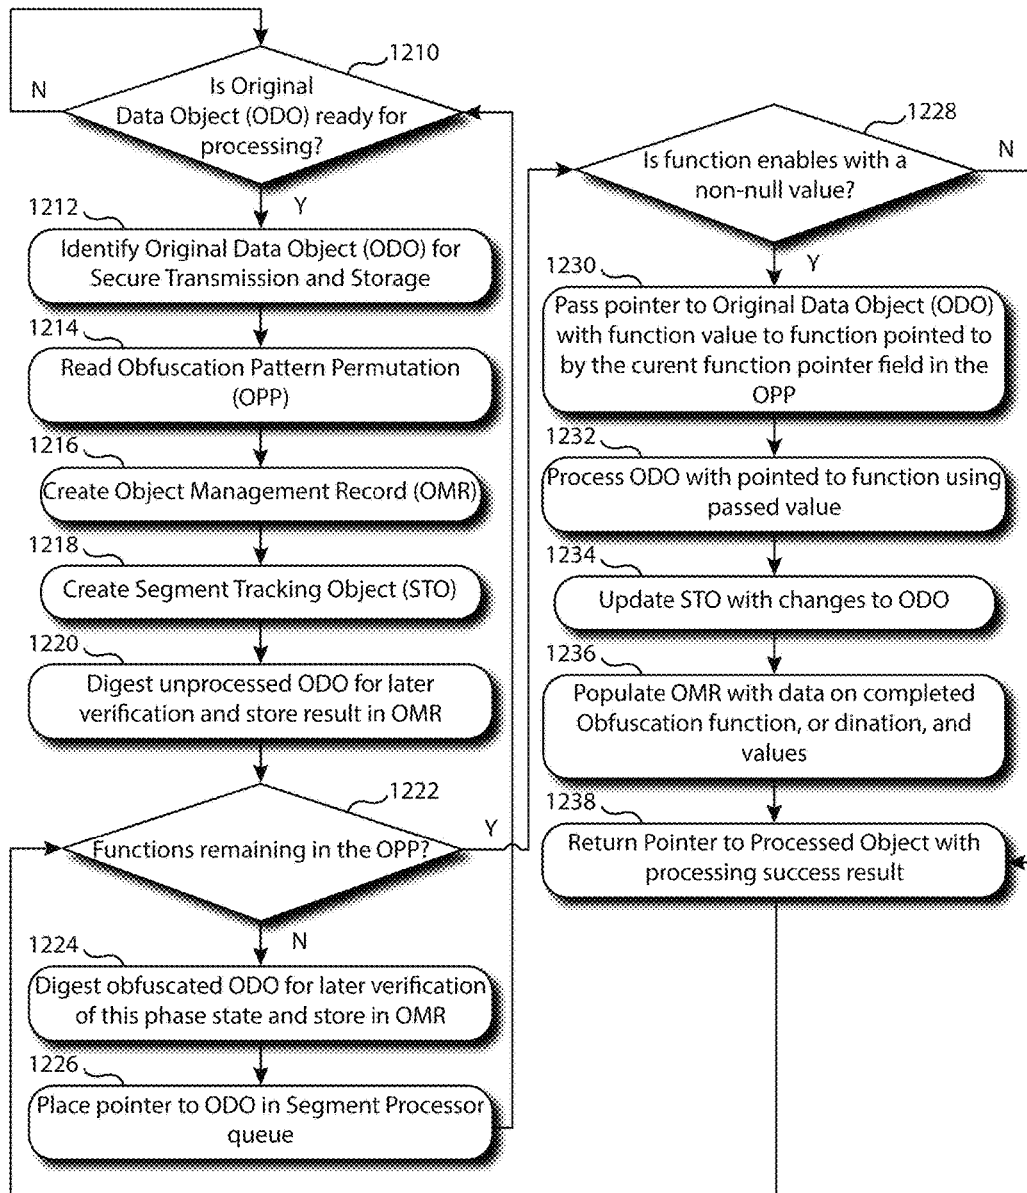 1210
N
Is Original
Data Object (ODO) ready for
processing?
Y
1212
Identify Original Data Object (ODO) for
Secure Transmission and Storage
1214
Read Obfuscation Pattern Permutation
(OPP)
1216
Create Object Management Record (OMR)
1218
Create Segment Tracking Object (STO)
1220
Digest unprocessed ODO for later
verification and store result in OMR
1222
Functions remaining in the OPP?
Y
N
1224
Digest obfuscated ODO for later verification
of this phase state and store in OMR
1226
Place pointer to ODO in Segment Processor
queue
1228
Is function enables with a
non-null value?
N
Y
1230
Pass pointer to Original Data Object (ODO)
with function value to function pointed to
by the curent function pointer field in the
OPP
1232
Process ODO with pointed to function using
passed value
1234
Update STO with changes to ODO
1236
Populate OMR with data on completed
Obfuscation function, or dination, and
values
1238
Return Pointer to Processed Object with
processing success result